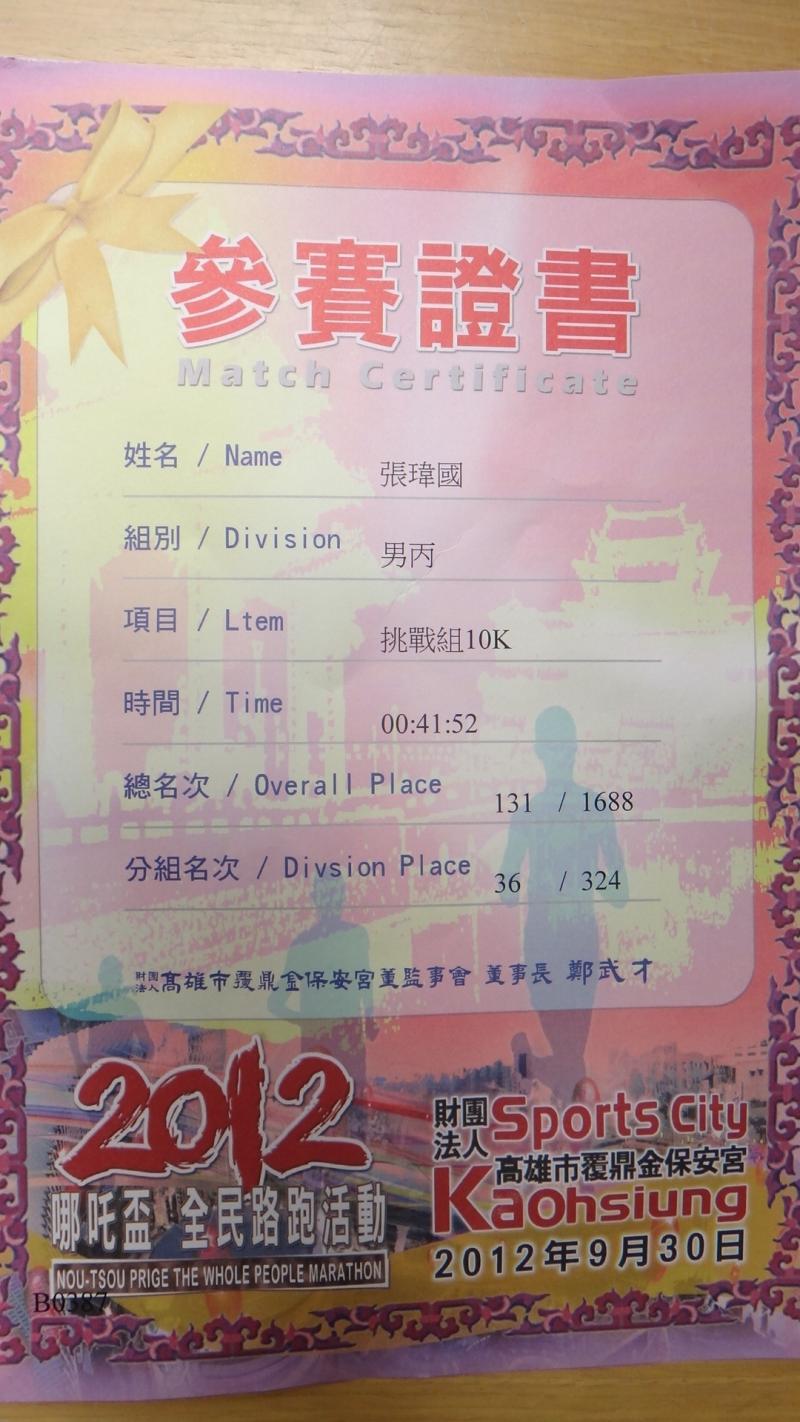 參賽證書
Match Certificate
姓名 / Name 張瑋國
組別 / Division 男丙
項目 / Ltem 挑戰組10K
時間 / Time 00:41:52
總名次 / Overall Place 131 / 1688
分組名次 / Divsion Place 36 / 324
財團法人高雄市覆鼎金保安宮董監事會 董事長 鄭武才
2012
哪吒盃 全民路跑活動
NOU-TSOU PRIGE THE WHOLE PEOPLE MARATHON
B0387
財團法人 Sports City
高雄市覆鼎金保安宮
Kaohsiung
2012年9月30日